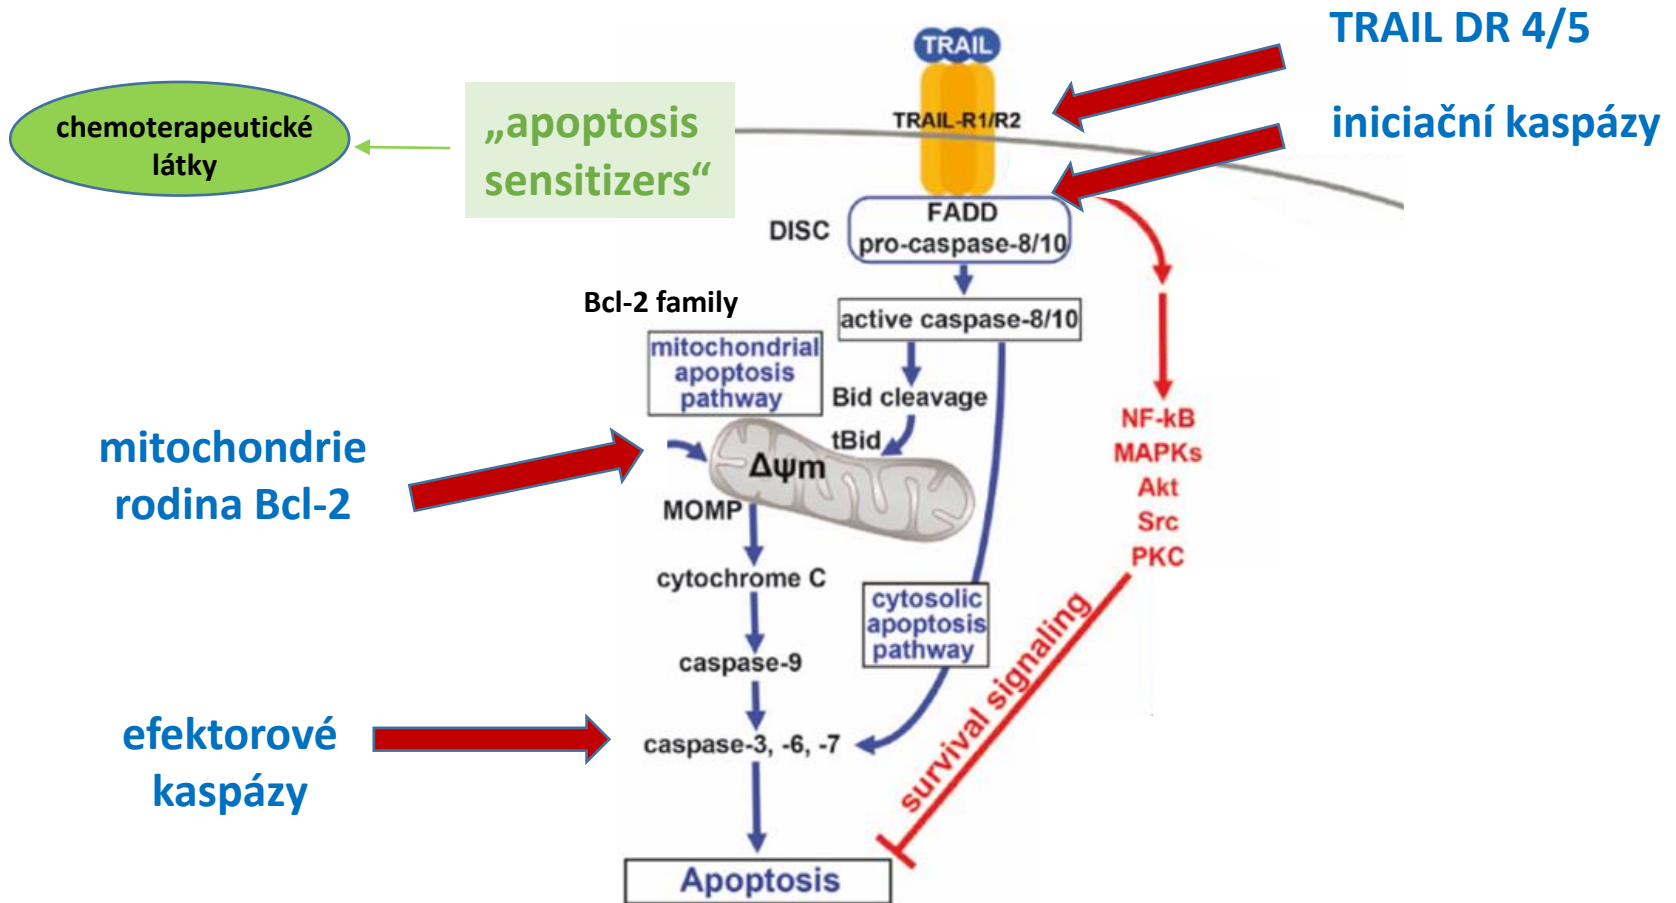 TRAIL DR 4/5
TRAIL
chemoterapeutické
látky
„apoptosis
sensitizers“
TRAIL-R1/R2
iniciační kaspázy
DISC
FADD
pro-caspase-8/10
Bcl-2 family
active caspase-8/10
mitochondrial
apoptosis
pathway
Bid cleavage
tBid
NF-kB
MAPKs
Akt
Src
PKC
mitochondrie
rodina Bcl-2
Δψm
MOMP
cytochrome C
cytosolic
apoptosis
pathway
caspase-9
survival signaling
efektorové
kaspázy
caspase-3, -6, -7
Apoptosis